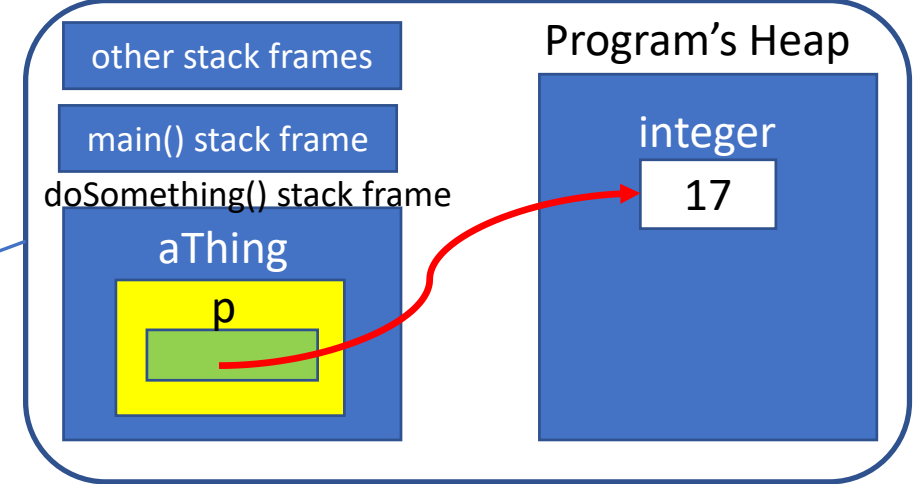 other stack frames
main() stack frame
doSomething() stack frame
aThing
p
Program’s Heap
integer
17